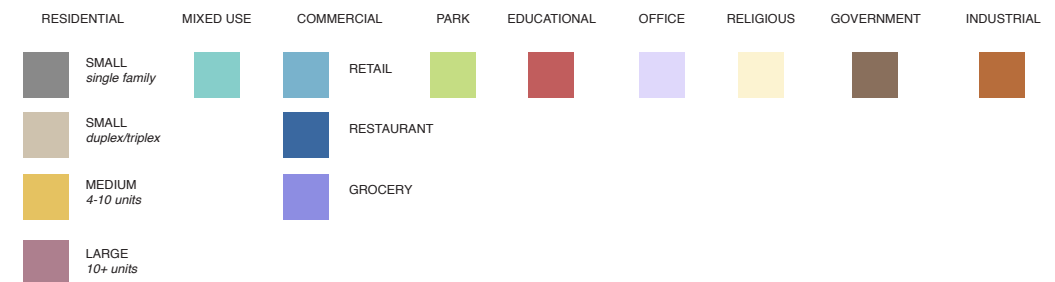 RESIDENTIAL MIXED USE COMMERCIAL PARK EDUCATIONAL OFFICE RELIGIOUS GOVERNMENT INDUSTRIAL
SMALL
single family
RETAIL
SMALL
duplex/triplex
RESTAURANT
MEDIUM
4-10 units
GROCERY
LARGE
10+ units